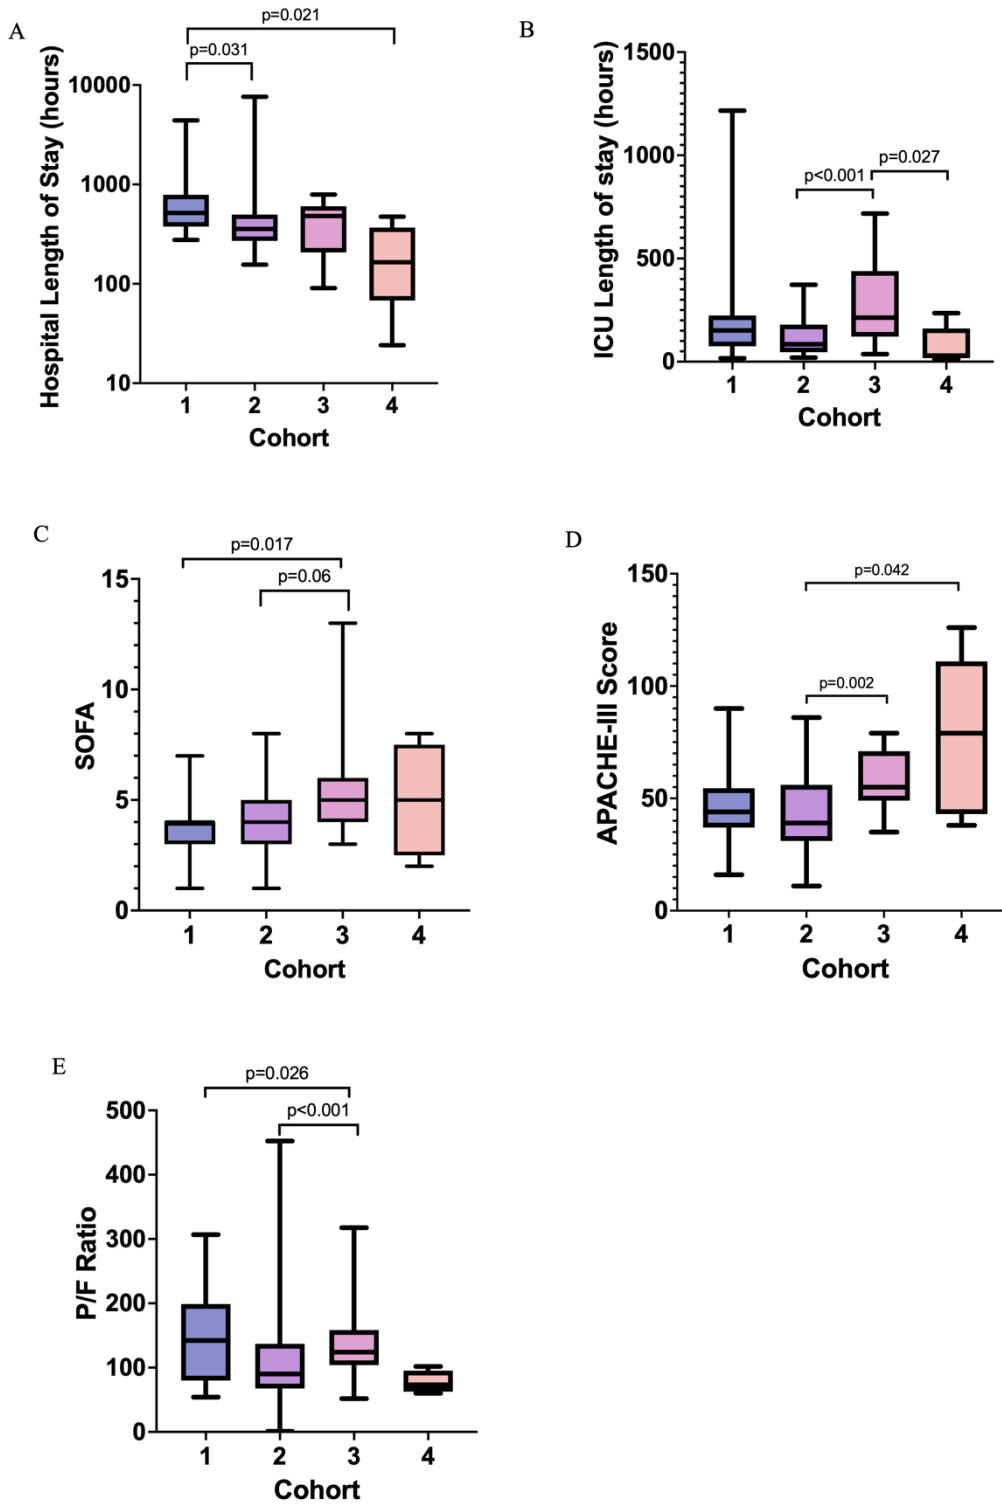 A
p=0.021
p=0.031
Hospital Length of Stay (hours)
10000
1000
100
10
1 2 3 4
Cohort
B
ICU Length of stay (hours)
1500
1000
500
0
p<0.001
p=0.027
1 2 3 4
Cohort
C
p=0.017
p=0.06
SOFA
15
10
5
0
1 2 3 4
Cohort
D
p=0.042
p=0.002
APACHE-III Score
150
100
50
0
1 2 3 4
Cohort
E
p=0.026
p<0.001
P/F Ratio
500
400
300
200
100
0
1 2 3 4
Cohort